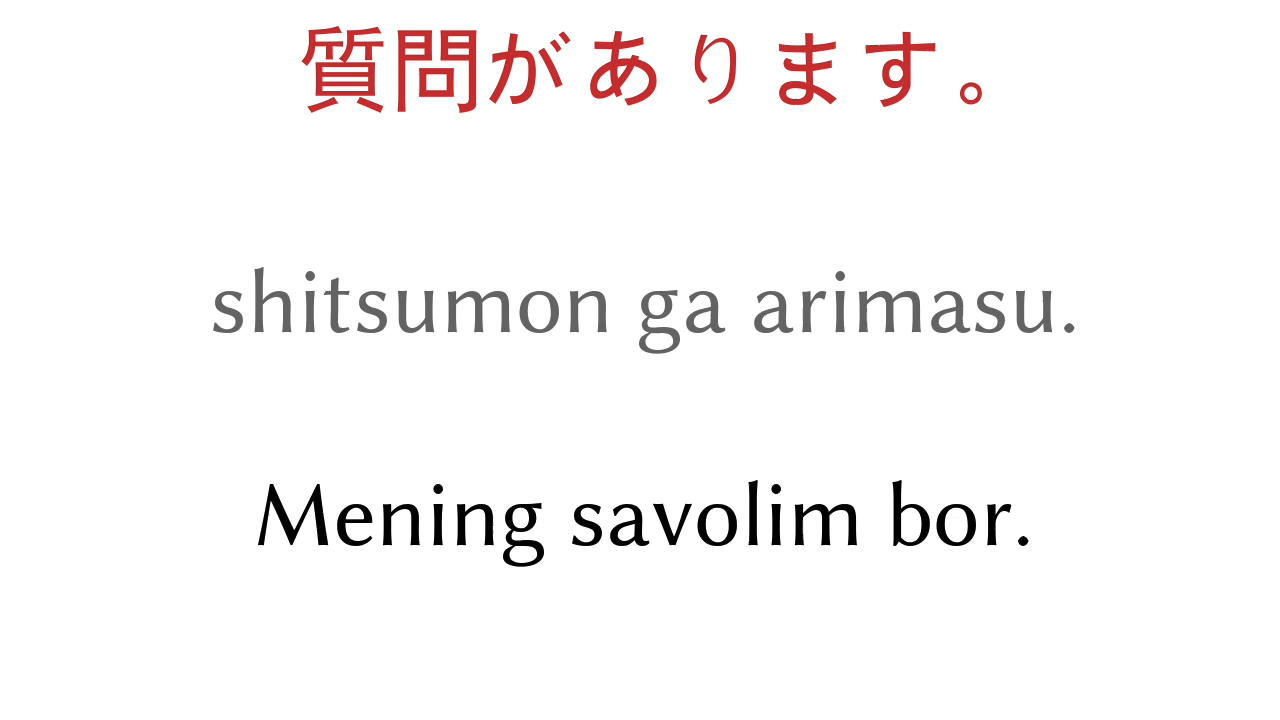 質問があります。
shitsumon ga arimasu.
Mening savolim bor.